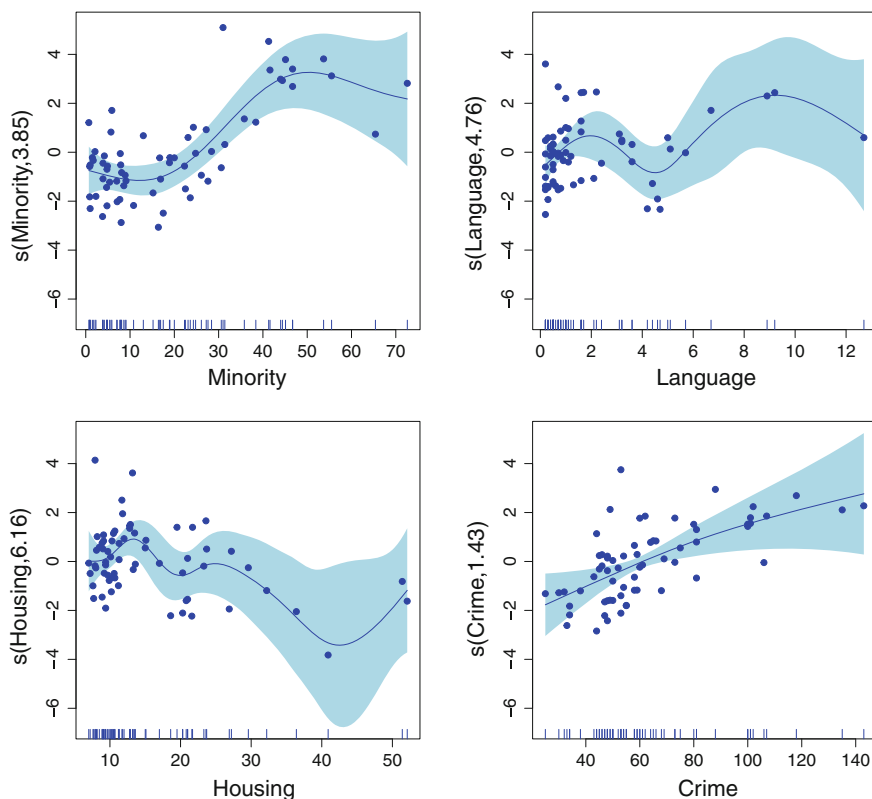 s(Minority,3.85)
4
2
0
−2
−4
−6
0 10 20 30 40 50 60 70
Minority
s(Language,4.76)
4
2
0
−2
−4
−6
0 2 4 6 8 10 12
Language
s(Housing,6.16)
4
2
0
−2
−4
−6
10 20 30 40 50
Housing
s(Crime,1.43)
4
2
0
−2
−4
−6
40 60 80 100 120 140
Crime